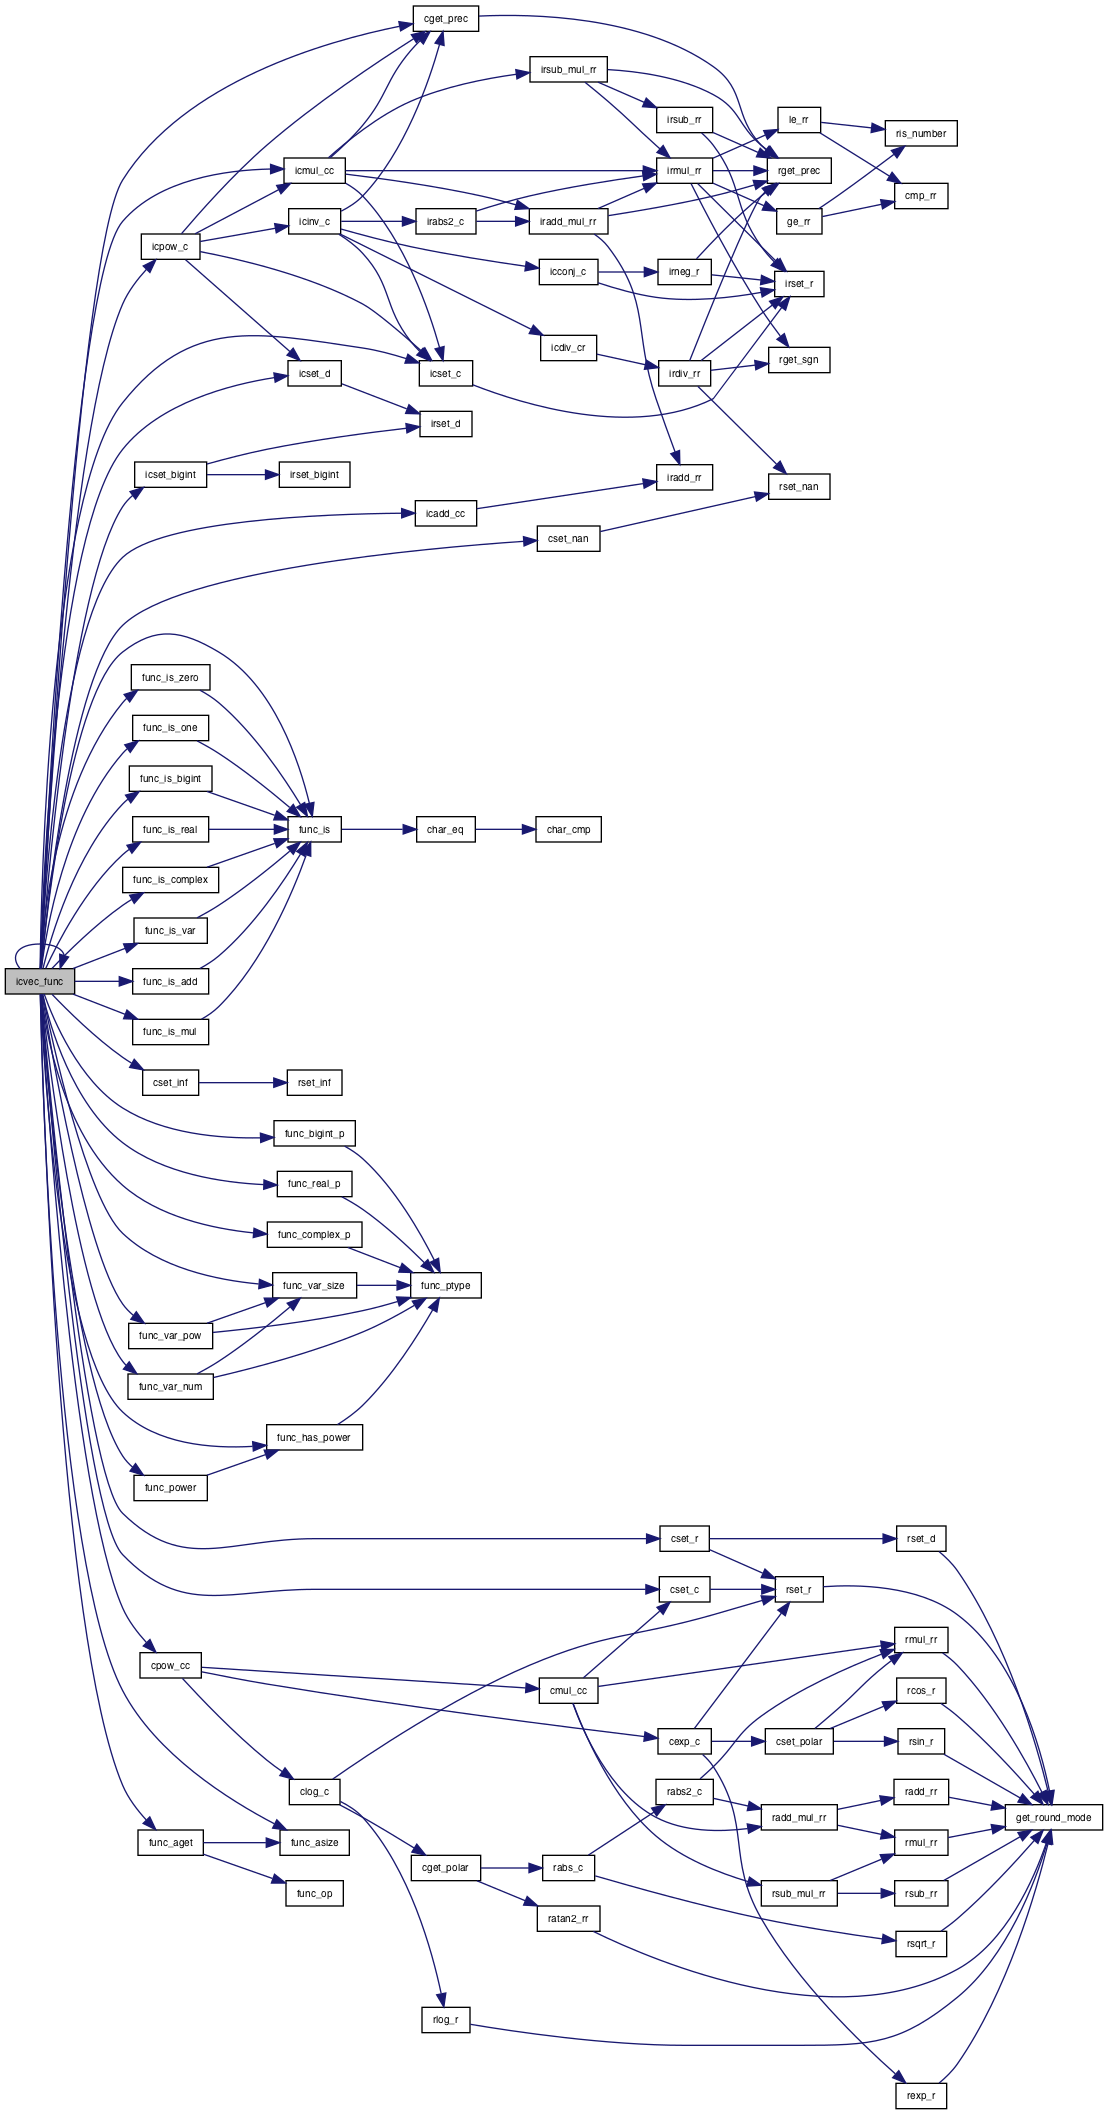 cget_prec
irsub_mul_rr
irsub_rr
le_rr
ris_number
icmul_cc
irmul_rr
rget_prec
cmp_rr
icinv_c
irabs2_c
iradd_mul_rr
ge_rr
icpow_c
icconj_c
irneg_r
irset_r
icdiv_cr
rget_sgn
icset_d
icset_c
irdiv_rr
irset_d
icset_bigint
irset_bigint
iradd_rr
rset_nan
icadd_cc
cset_nan
func_is_zero
func_is_one
func_is_bigint
func_is_real
func_is
char_eq
char_cmp
func_is_complex
func_is_var
icvec_func
func_is_add
func_is_mul
cset_inf
rset_inf
func_bigint_p
func_real_p
func_complex_p
func_var_size
func_ptype
func_var_pow
func_var_num
func_has_power
func_power
cset_r
rset_d
cset_c
rset_r
rmul_rr
cpow_cc
cmul_cc
rcos_r
cexp_c
cset_polar
rsin_r
clog_c
rabs2_c
radd_rr
radd_mul_rr
get_round_mode
func_aget
func_asize
rmul_rr
cget_polar
rabs_c
func_op
rsub_mul_rr
rsub_rr
ratan2_rr
rsqrt_r
rlog_r
rexp_r